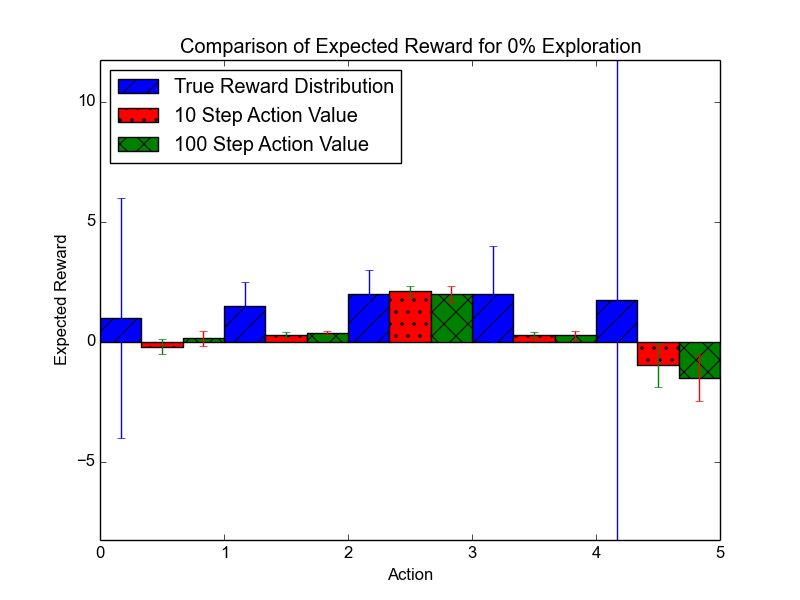 Comparison of Expected Reward for 0% Exploration
True Reward Distribution
10 Step Action Value
100 Step Action Value
10
5
0
−5
Expected Reward
0 1 2 3 4 5
Action